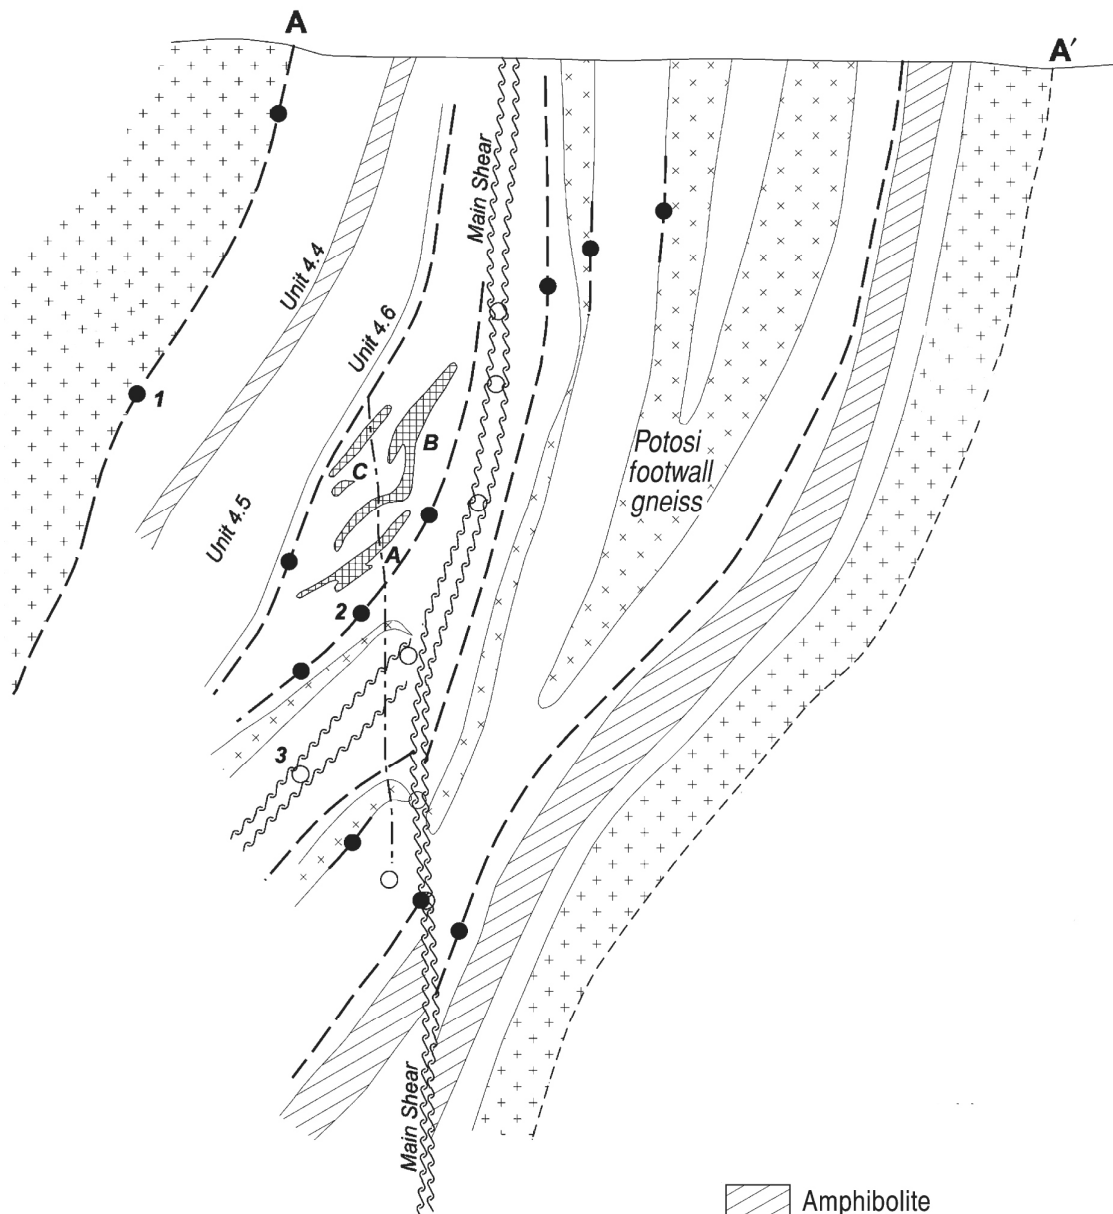 A
A′
Main Shear
Unit 4.4
Unit 4.6
1
B
C
Potosi
footwall
gneiss
Unit 4.5
A
2
3
Main Shear
Amphibolite